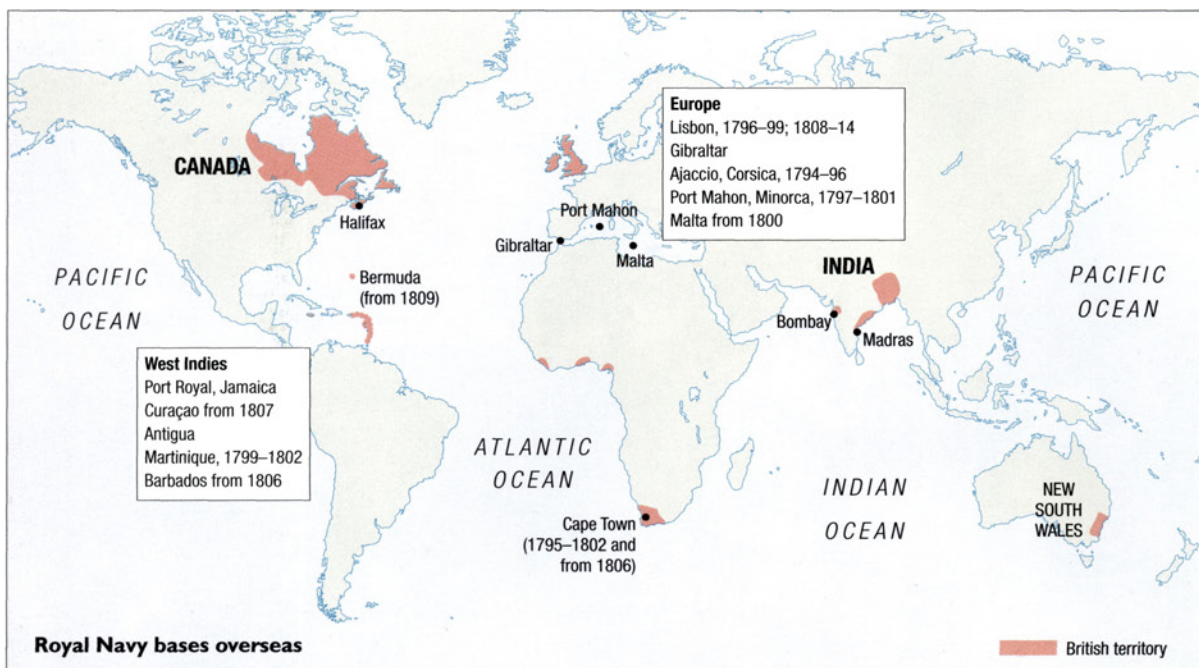 CANADA
Halifax
Bermuda
(from 1809)
PACIFIC
OCEAN
West Indies
Port Royal, Jamaica
Curaçao from 1807
Antigua
Martinique, 1799–1802
Barbados from 1806
Europe
Lisbon, 1796–99; 1808–14
Gibraltar
Ajaccio, Corsica, 1794–96
Port Mahon, Minorca, 1797–1801
Malta from 1800
Port Mahon
Gibraltar
Malta
INDIA
Bombay
Madras
PACIFIC
OCEAN
ATLANTIC
OCEAN
Cape Town
(1795–1802 and
from 1806)
INDIAN
OCEAN
NEW
SOUTH
WALES
Royal Navy bases overseas
British territory